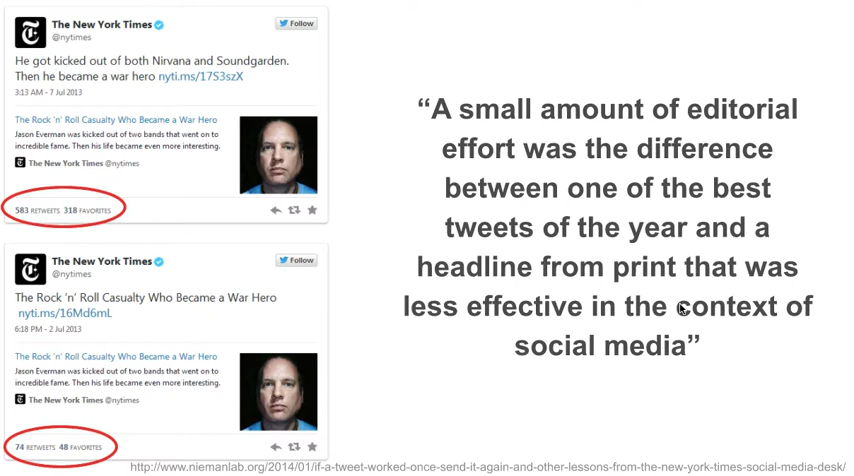 The New York Times
@nytimes
Follow
He got kicked out of both Nirvana and Soundgarden.
Then he became a war hero nyti.ms/17S3szX
3:13 AM - 7 Jul 2013
The Rock 'n' Roll Casualty Who Became a War Hero
Jason Everman was kicked out of two bands that went on to
incredible fame. Then his life became even more interesting.
The New York Times @nytimes
583 RETWEETS 318 FAVORITES
The New York Times
@nytimes
Follow
The Rock 'n' Roll Casualty Who Became a War Hero
nyti.ms/16Md6mL
6:18 PM - 2 Jul 2013
The Rock 'n' Roll Casualty Who Became a War Hero
Jason Everman was kicked out of two bands that went on to
incredible fame. Then his life became even more interesting.
The New York Times @nytimes
74 RETWEETS 48 FAVORITES
“A small amount of editorial
effort was the difference
between one of the best
tweets of the year and a
headline from print that was
less effective in the context of
social media”
http://www.niemanlab.org/2014/01/if-a-tweet-worked-once-send-it-again-and-other-lessons-from-the-new-york-times-social-media-desk/